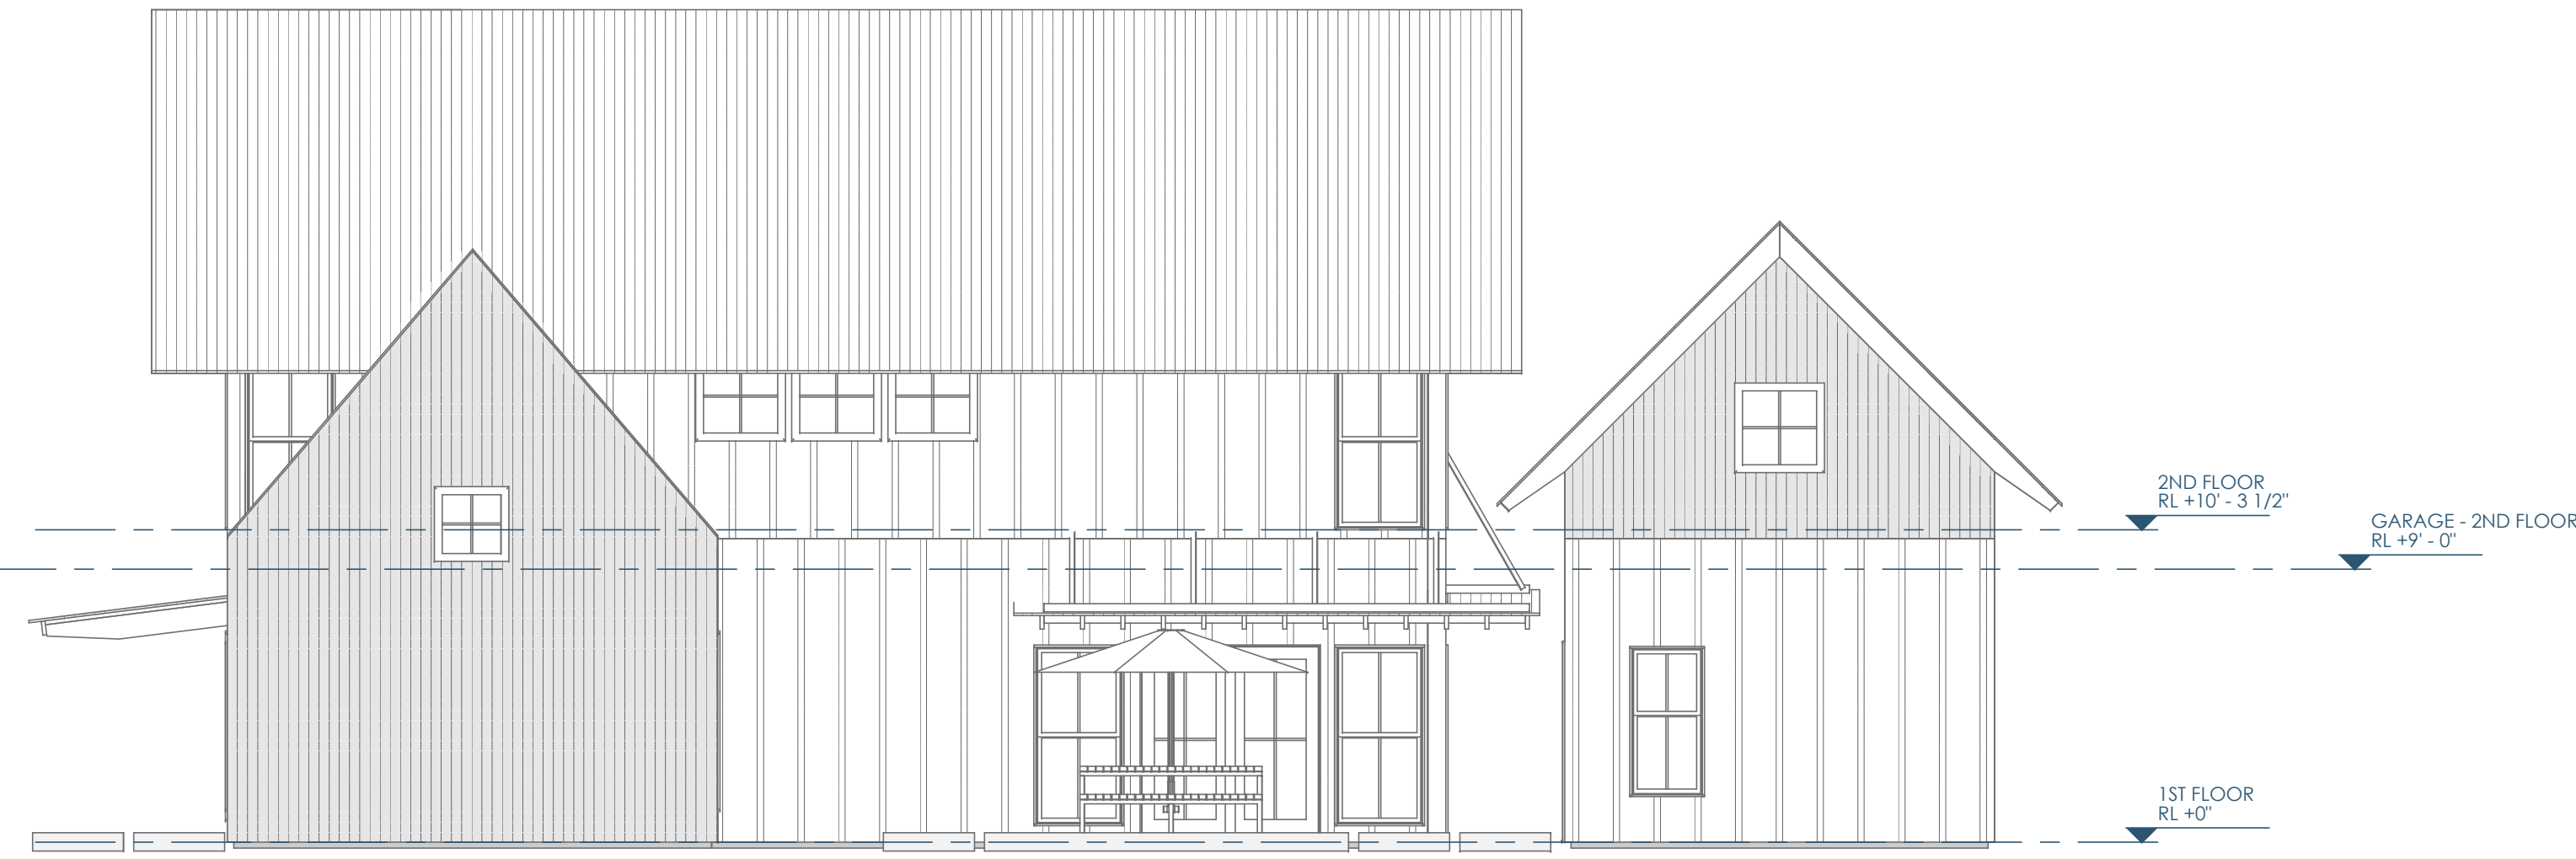 2ND FLOOR
RL +10' - 3 1/2"
GARAGE - 2ND FLOOR
RL +9' - 0"
1ST FLOOR
RL +0"